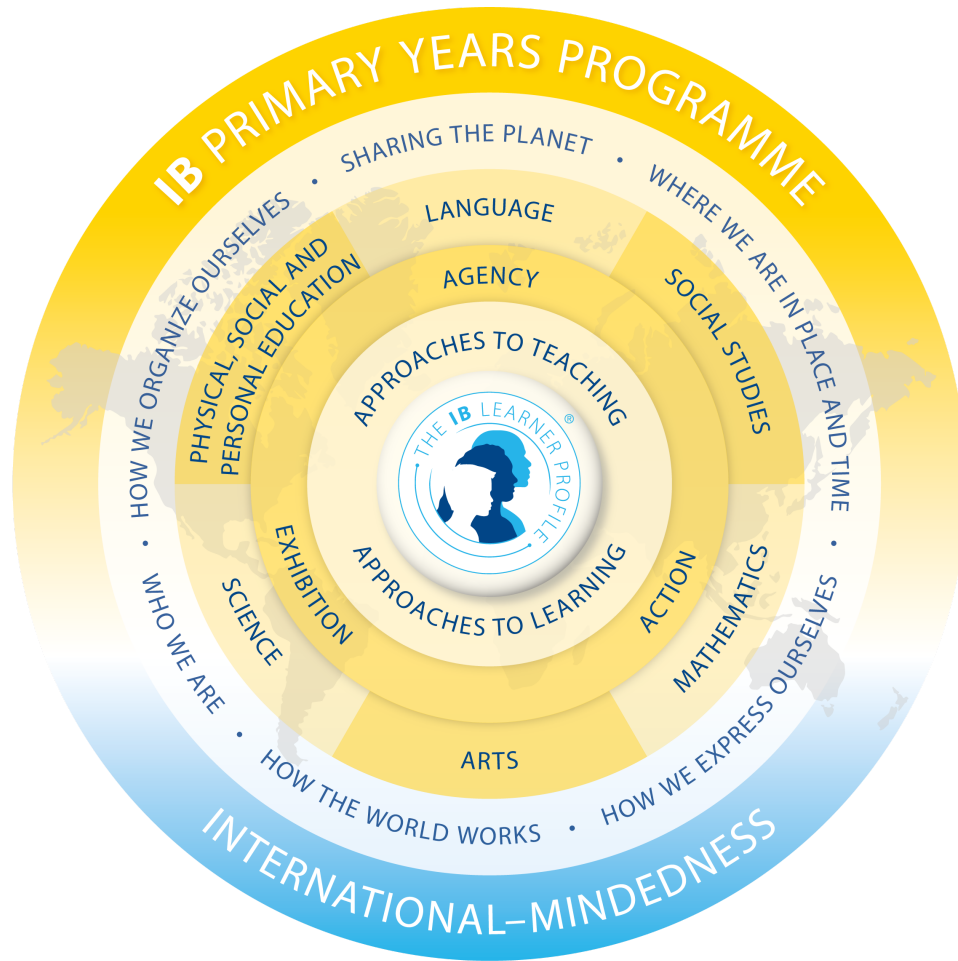 IB PRIMARY YEARS PROGRAMME
SHARING THE PLANET
•
WHERE WE ARE IN PLACE AND TIME
•
HOW WE EXPRESS OURSELVES
•
HOW THE WORLD WORKS
•
WHO WE ARE
•
HOW WE ORGANIZE OURSELVES
•
LANGUAGE
SOCIAL STUDIES
MATHEMATICS
ARTS
SCIENCE
PHYSICAL, SOCIAL AND
PERSONAL EDUCATION
AGENCY
ACTION
EXHIBITION
APPROACHES TO TEACHING
APPROACHES TO LEARNING
• THE IB LEARNER PROFILE •
®
INTERNATIONAL–MINDEDNESS